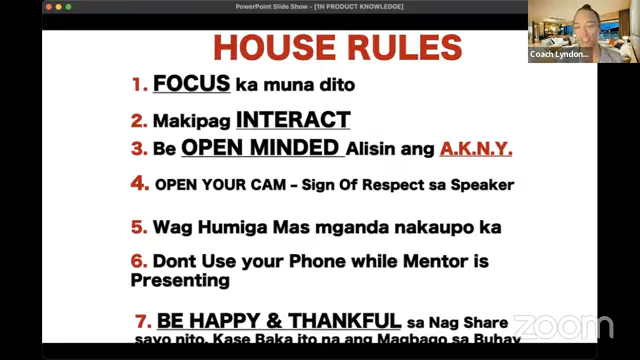 PowerPoint Slide Show - [1H PRODUCT KNOWLEDGE]
HOUSE RULES
1. FOCUS ka muna dito
2. Makipag INTERACT
3. Be OPEN MINDED Alisin ang A.K.N.Y.
4. OPEN YOUR CAM – Sign Of Respect sa Speaker
5. Wag Humiga Mas mganda nakaupo ka
6. Dont Use your Phone while Mentor is
Presenting
7. BE HAPPY & THANKFUL sa Nag Share
sayo nito, Kase Baka ito na ang Magbago sa Buhay
Coach Lyndon...
zoom